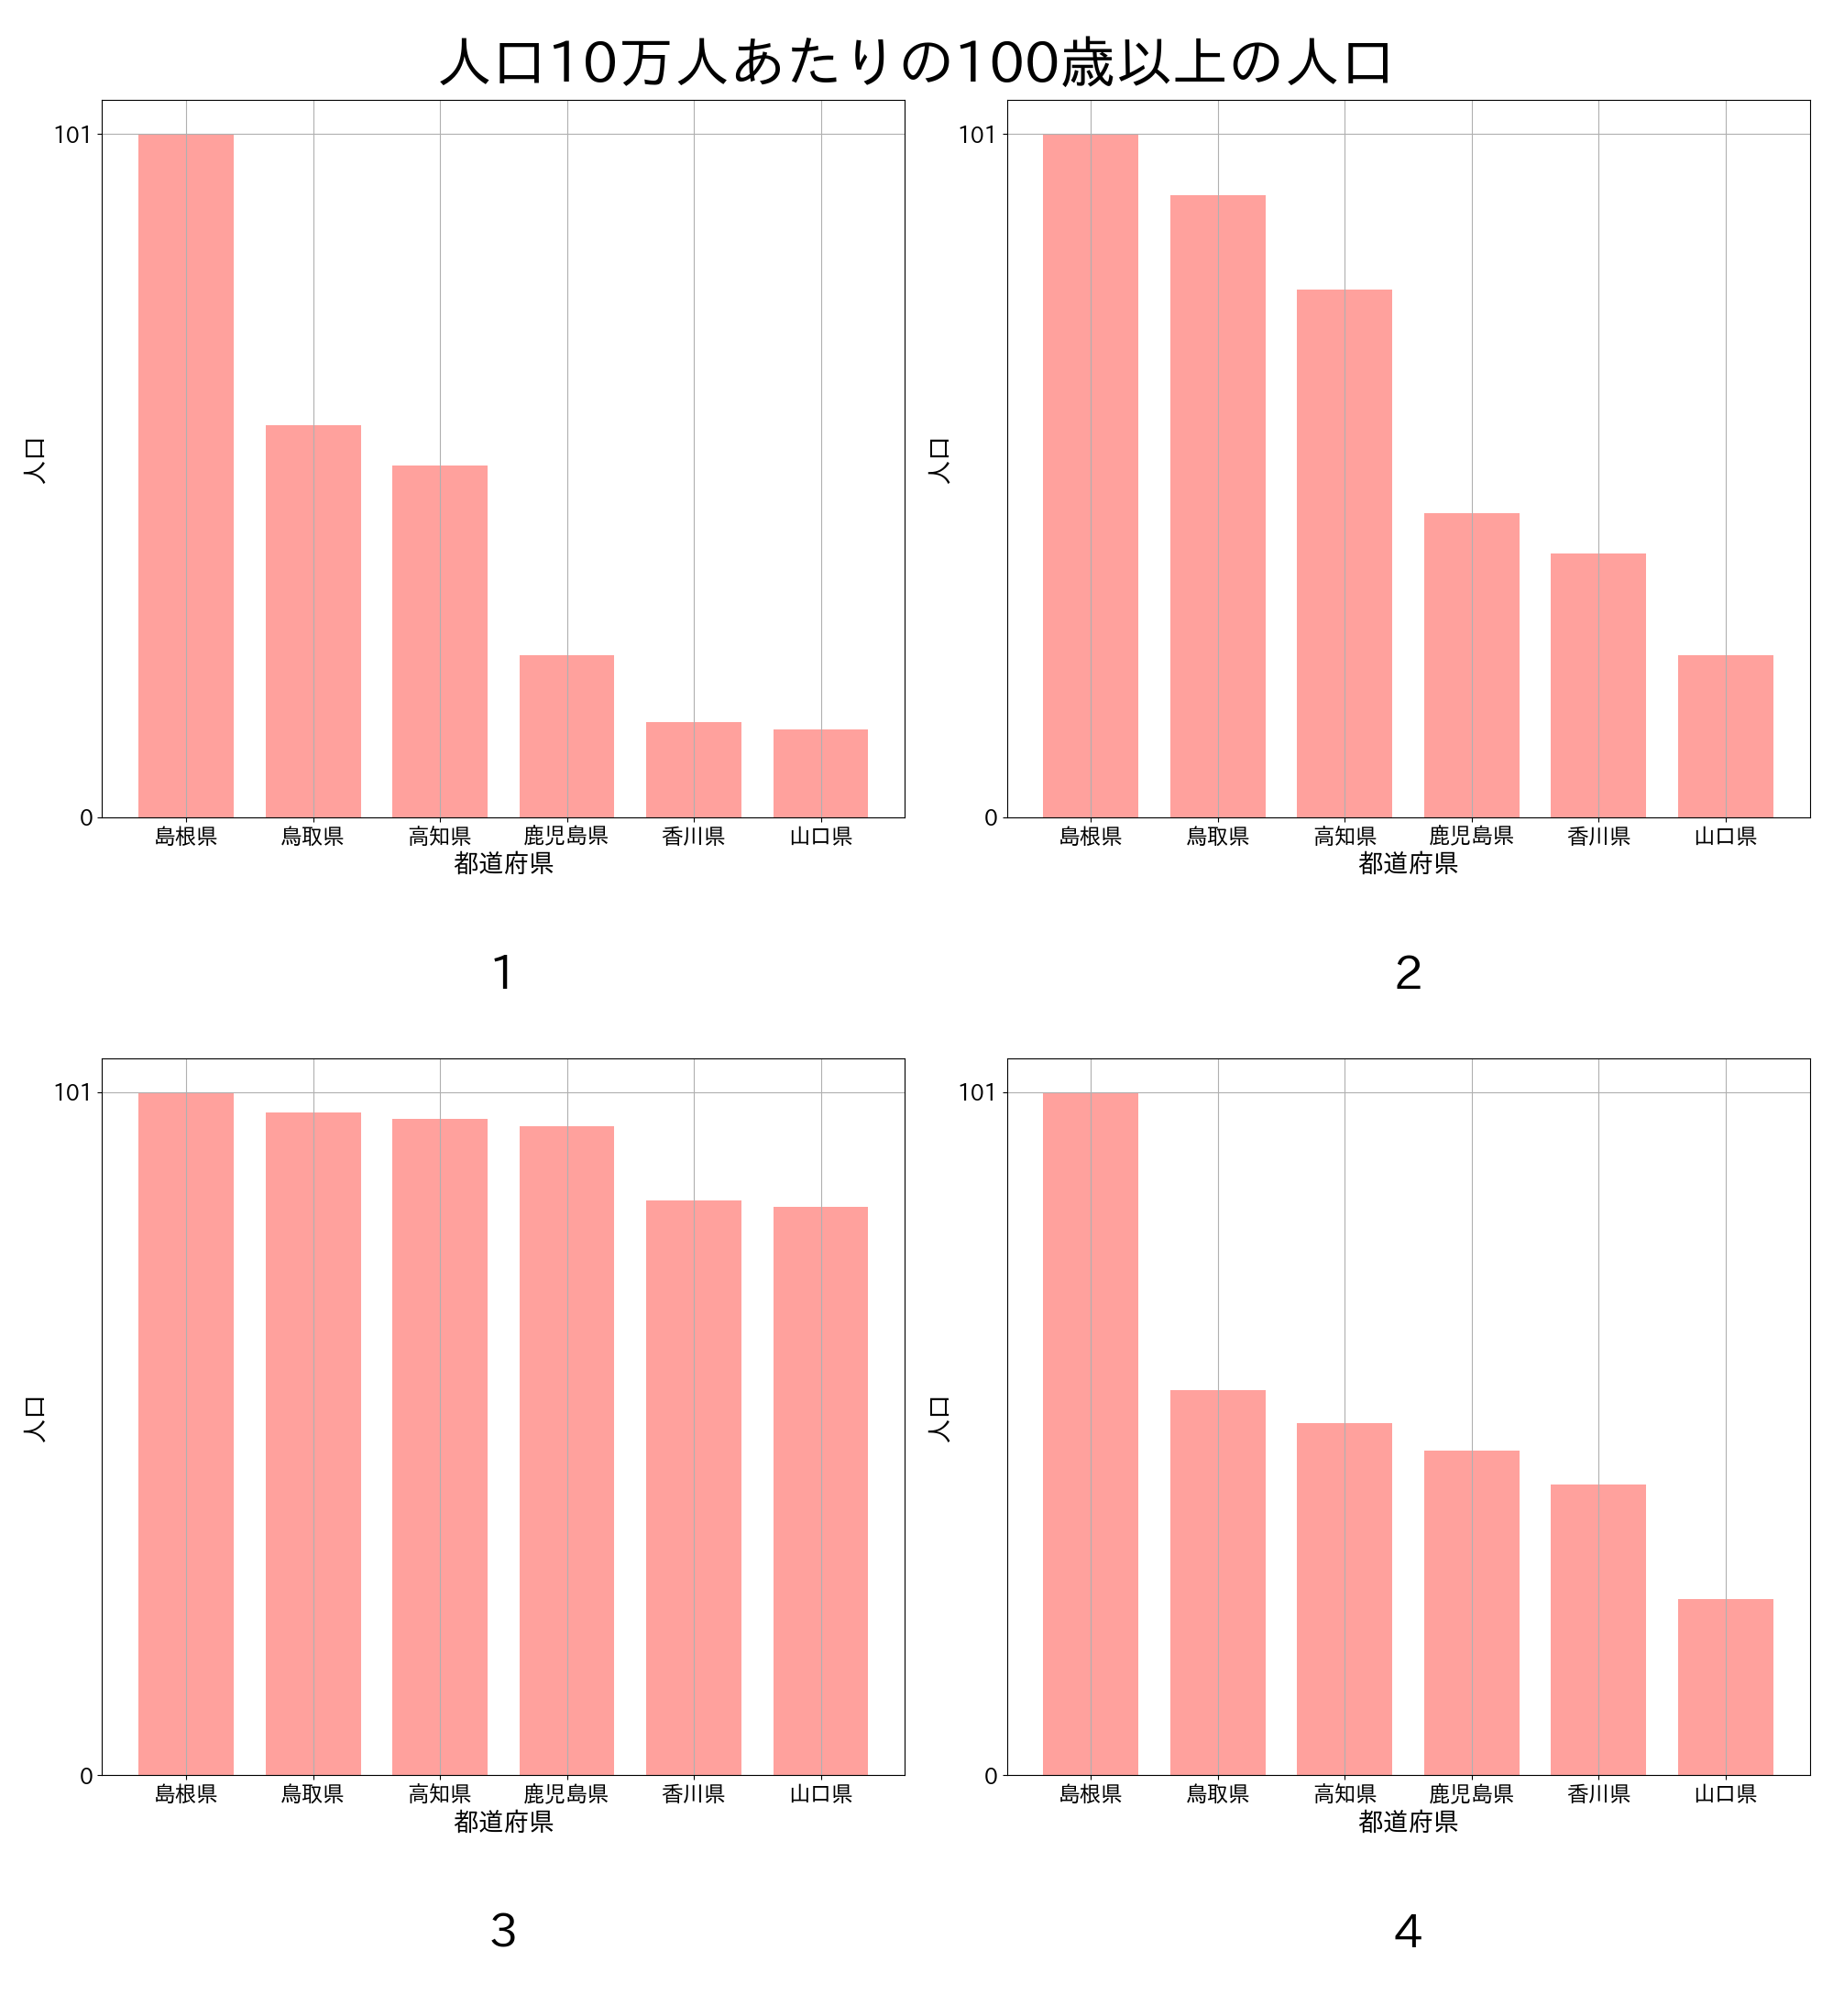 人口10万人あたりの100歳以上の人口
101
0
人口
島根県 鳥取県 高知県 鹿児島県 香川県 山口県
都道府県
1
101
0
人口
島根県 鳥取県 高知県 鹿児島県 香川県 山口県
都道府県
2
101
0
人口
島根県 鳥取県 高知県 鹿児島県 香川県 山口県
都道府県
3
101
0
人口
島根県 鳥取県 高知県 鹿児島県 香川県 山口県
都道府県
4